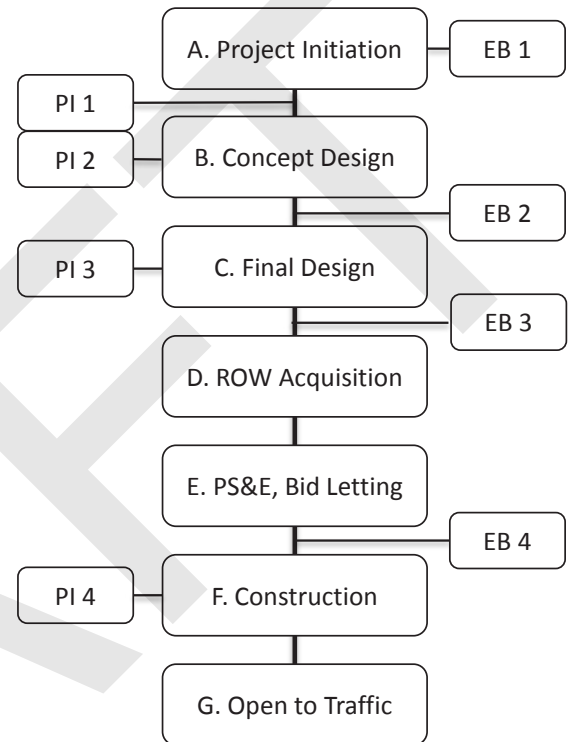 A. Project Initiation
EB 1
PI 1
PI 2
B. Concept Design
EB 2
PI 3
C. Final Design
EB 3
D. ROW Acquisition
E. PS&E, Bid Letting
EB 4
PI 4
F. Construction
G. Open to Traffic